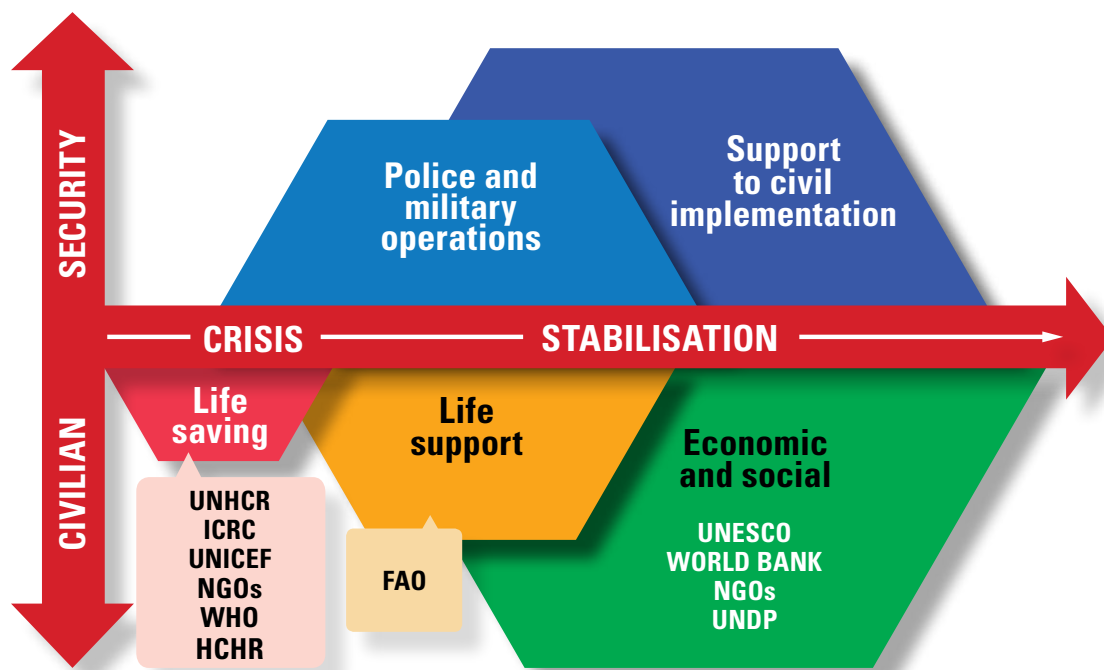 SECURITY
CIVILIAN
Police and
military
operations
Support
to civil
implementation
CRISIS
STABILISATION
Life
saving
Life
support
Economic
and social
UNHCR
ICRC
UNICEF
NGOs
WHO
HCHR
FAO
UNESCO
WORLD BANK
NGOs
UNDP